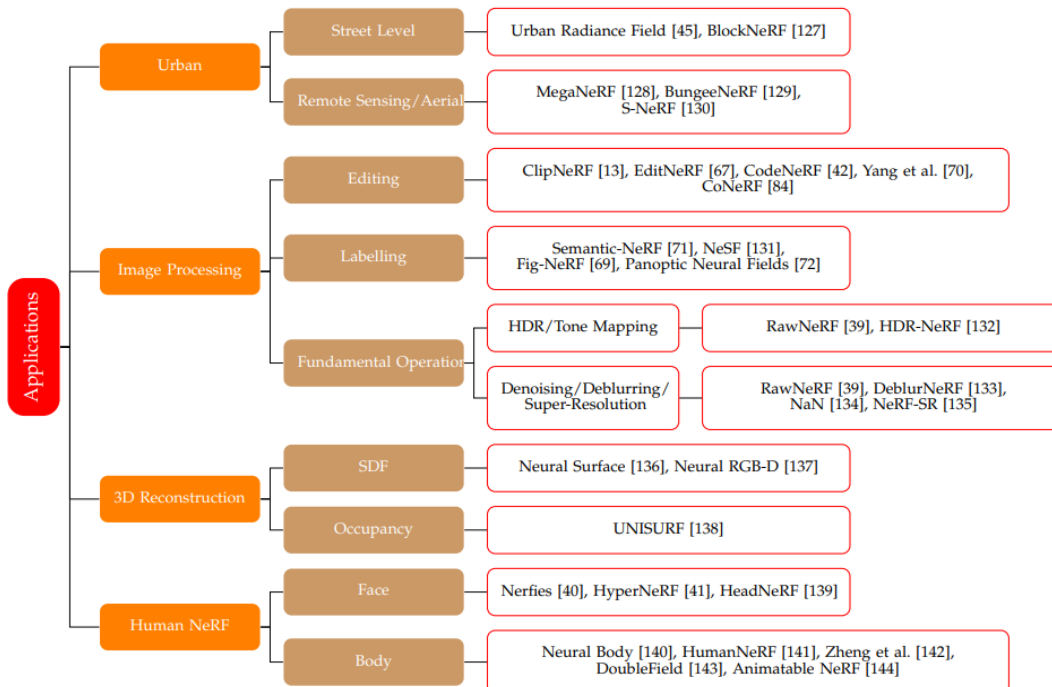 Applications
Urban
Street Level
Urban Radiance Field [45], BlockNeRF [127]
Remote Sensing/Aerial
MegaNeRF [128], BungeeNeRF [129],
S-NeRF [130]
Image Processing
Editing
ClipNeRF [13], EditNeRF [67], CodeNeRF [42], Yang et al. [70],
CoNeRF [84]
Labelling
Semantic-NeRF [71], NeSF [131],
Fig-NeRF [69], Panoptic Neural Fields [72]
Fundamental Operation
HDR/Tone Mapping
RawNeRF [39], HDR-NeRF [132]
Denoising/Deblurring/
Super-Resolution
RawNeRF [39], DeblurNeRF [133],
NaN [134], NeRF-SR [135]
3D Reconstruction
SDF
Neural Surface [136], Neural RGB-D [137]
Occupancy
UNISURF [138]
Human NeRF
Face
Nerfies [40], HyperNeRF [41], HeadNeRF [139]
Body
Neural Body [140], HumanNeRF [141], Zheng et al. [142],
DoubleField [143], Animatable NeRF [144]